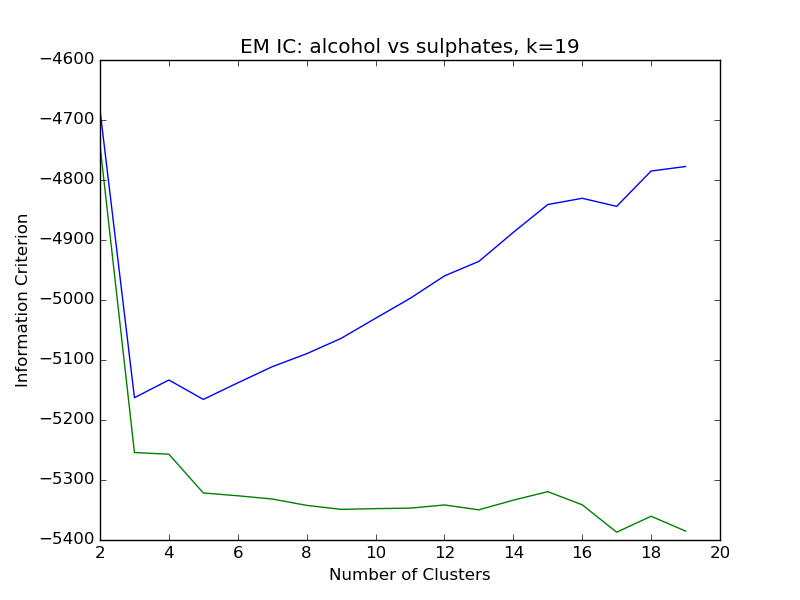 EM IC: alcohol vs sulphates, k=19
−4600
−4700
−4800
−4900
−5000
−5100
−5200
−5300
−5400
Information Criterion
2 4 6 8 10 12 14 16 18 20
Number of Clusters